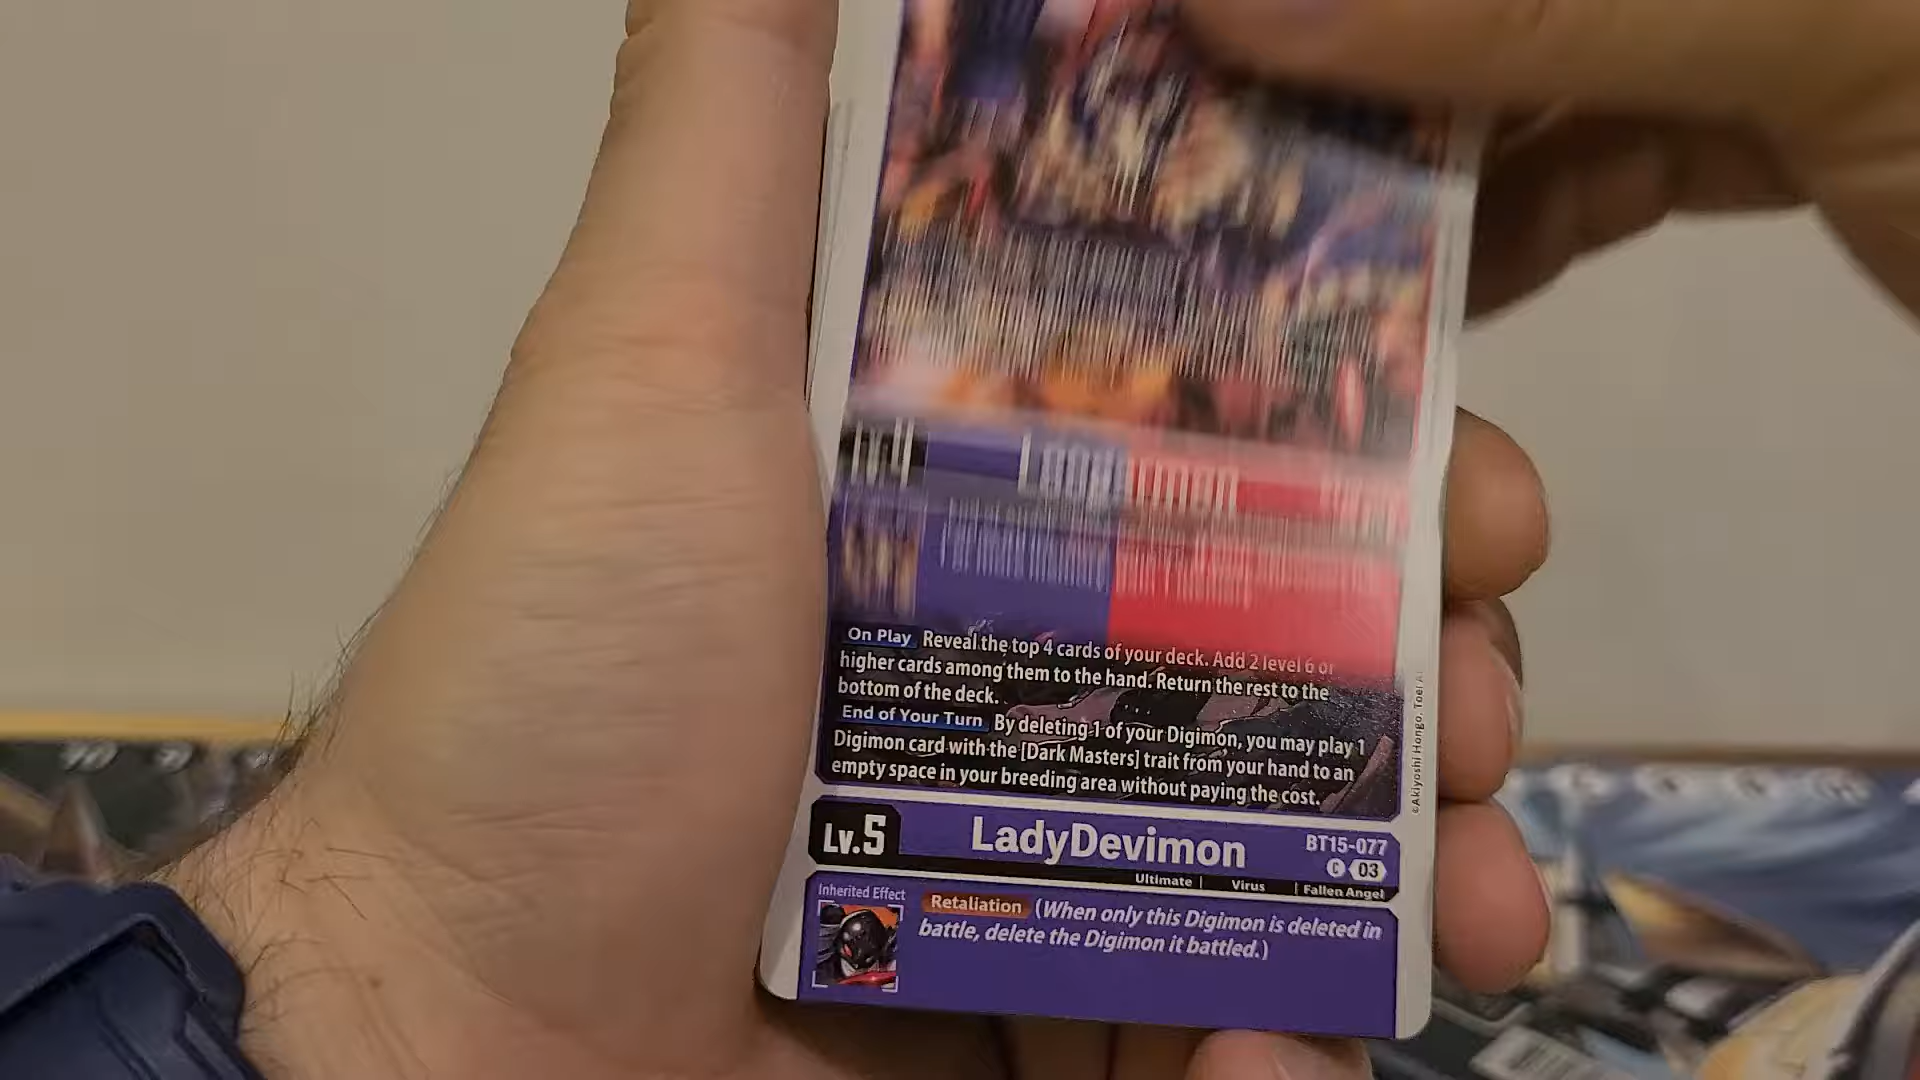 Lv.4
On Play Reveal the top 4 cards of your deck. Add 2 level 6 or
higher cards among them to the hand. Return the rest to the
bottom of the deck.
End of Your Turn By deleting 1 of your Digimon, you may play 1
Digimon card with the [Dark Masters] trait from your hand to an
empty space in your breeding area without paying the cost.
©Akiyoshi Hongo, Toei A
Lv.5 LadyDevimon BT15-077
C 03
Ultimate | Virus | Fallen Angel
Inherited Effect
Retaliation (When only this Digimon is deleted in
battle, delete the Digimon it battled.)